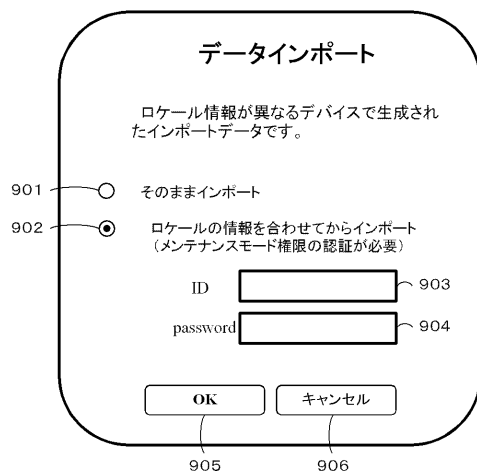 データインポート
ロケール情報が異なるデバイスで生成され
たインポートデータです。
901
そのままインポート
902
ロケールの情報を合わせてからインポート
(メンテナンスモード権限の認証が必要)
ID
903
password
904
OK
キャンセル
905
906